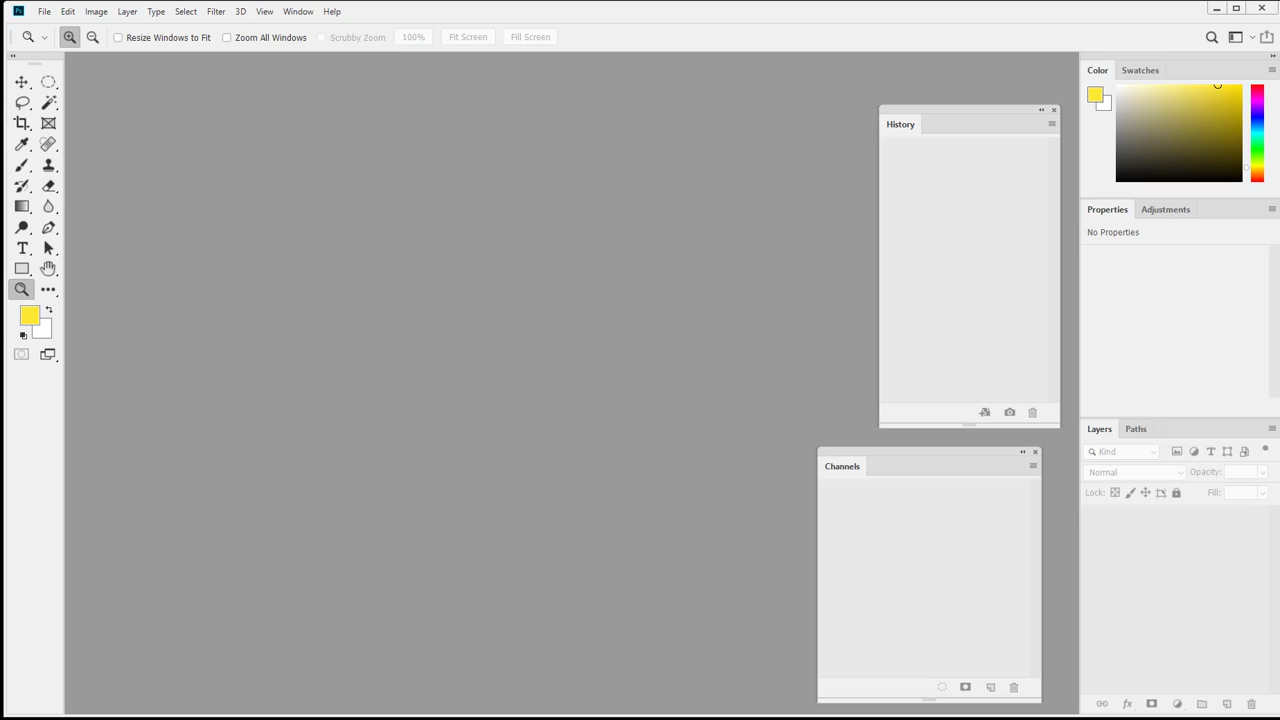 Ps File Edit Image Layer Type Select Filter 3D View Window Help
Resize Windows to Fit Zoom All Windows Scrubby Zoom 100% Fit Screen Fill Screen
Color Swatches
History
Properties Adjustments
No Properties
Layers Paths
Kind
Channels
Normal Opacity:
Lock: Fill: